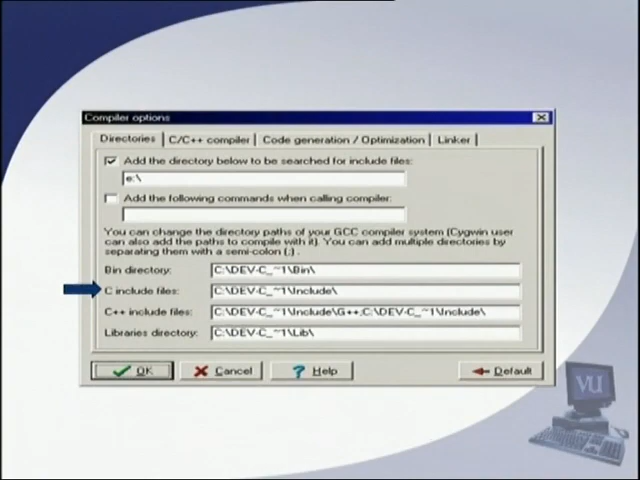 Compiler options
Directories C/C++ compiler Code generation / Optimization Linker
Add the directory below to be searched for include files:
e:\
Add the following commands when calling compiler:
You can change the directory paths of your GCC compiler system (Cygwin user
can also add the paths to compile with it). You can add multiple directories by
separating them with a semi-colon (;) .
Bin directory: C:\DEV-C_~1\Bin\
C include files: C:\DEV-C_~1\Include\
C++ include files: C:\DEV-C_~1\Include\G++;C:\DEV-C_~1\Include\
Libraries directory: C:\DEV-C_~1\Lib\
OK Cancel Help Default
VU